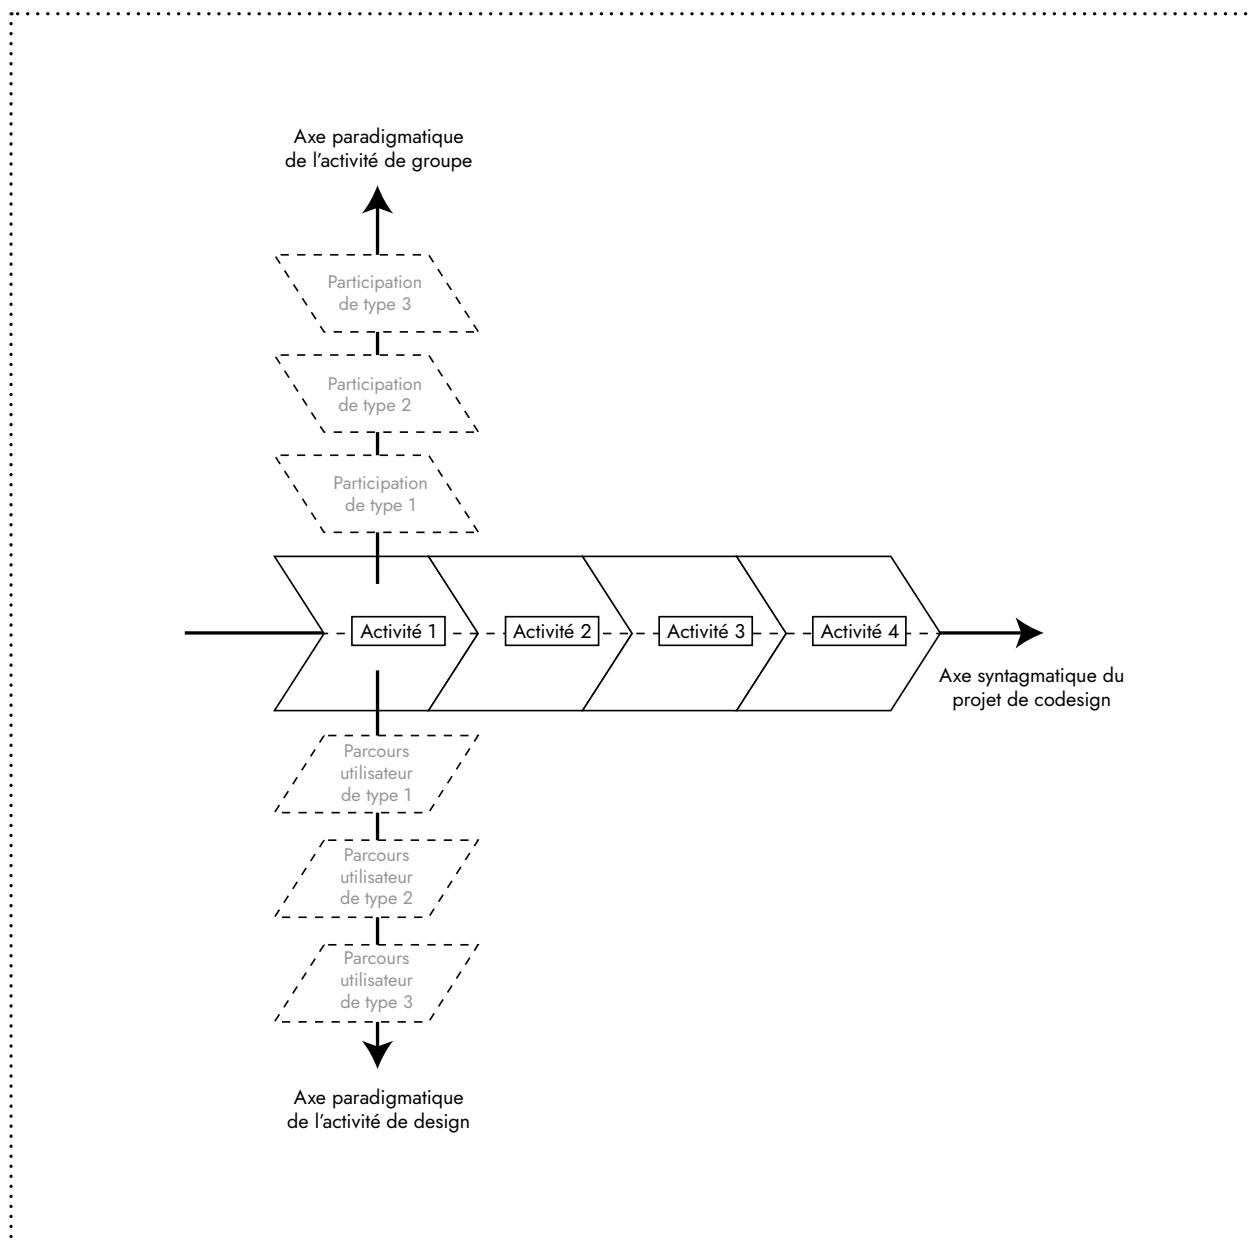 Axe paradigmatique
de l’activité de groupe
Participation
de type 3
Participation
de type 2
Participation
de type 1
Activité 1
Activité 2
Activité 3
Activité 4
Axe syntagmatique du
projet de codesign
Parcours
utilisateur
de type 1
Parcours
utilisateur
de type 2
Parcours
utilisateur
de type 3
Axe paradigmatique
de l’activité de design